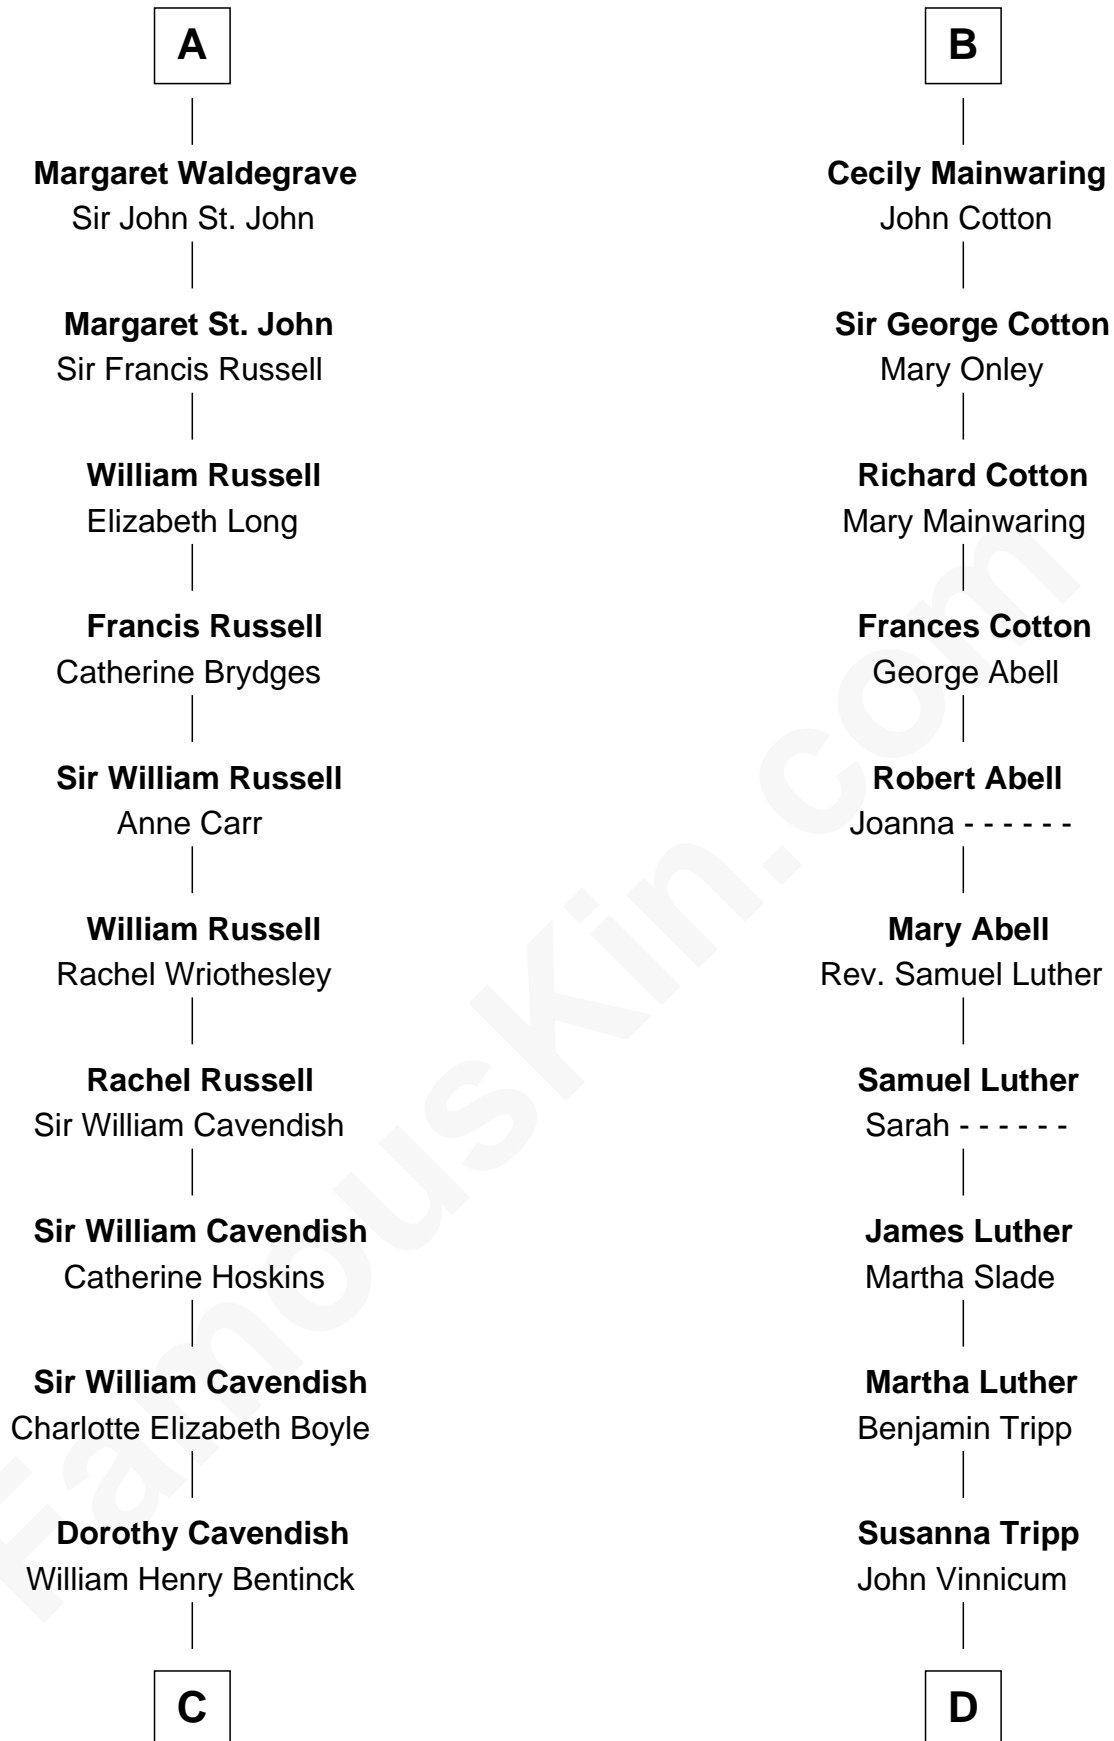 A
Margaret Waldegrave
Sir John St. John
Margaret St. John
Sir Francis Russell
William Russell
Elizabeth Long
Francis Russell
Catherine Brydges
Sir William Russell
Anne Carr
William Russell
Rachel Wriothesley
Rachel Russell
Sir William Cavendish
Sir William Cavendish
Catherine Hoskins
Sir William Cavendish
Charlotte Elizabeth Boyle
Dorothy Cavendish
William Henry Bentinck
C
B
Cecily Mainwaring
John Cotton
Sir George Cotton
Mary Onley
Richard Cotton
Mary Mainwaring
Frances Cotton
George Abell
Robert Abell
Joanna - - - - - -
Mary Abell
Rev. Samuel Luther
Samuel Luther
Sarah - - - - - -
James Luther
Martha Slade
Martha Luther
Benjamin Tripp
Susanna Tripp
John Vinnicum
D
FamousKin.com